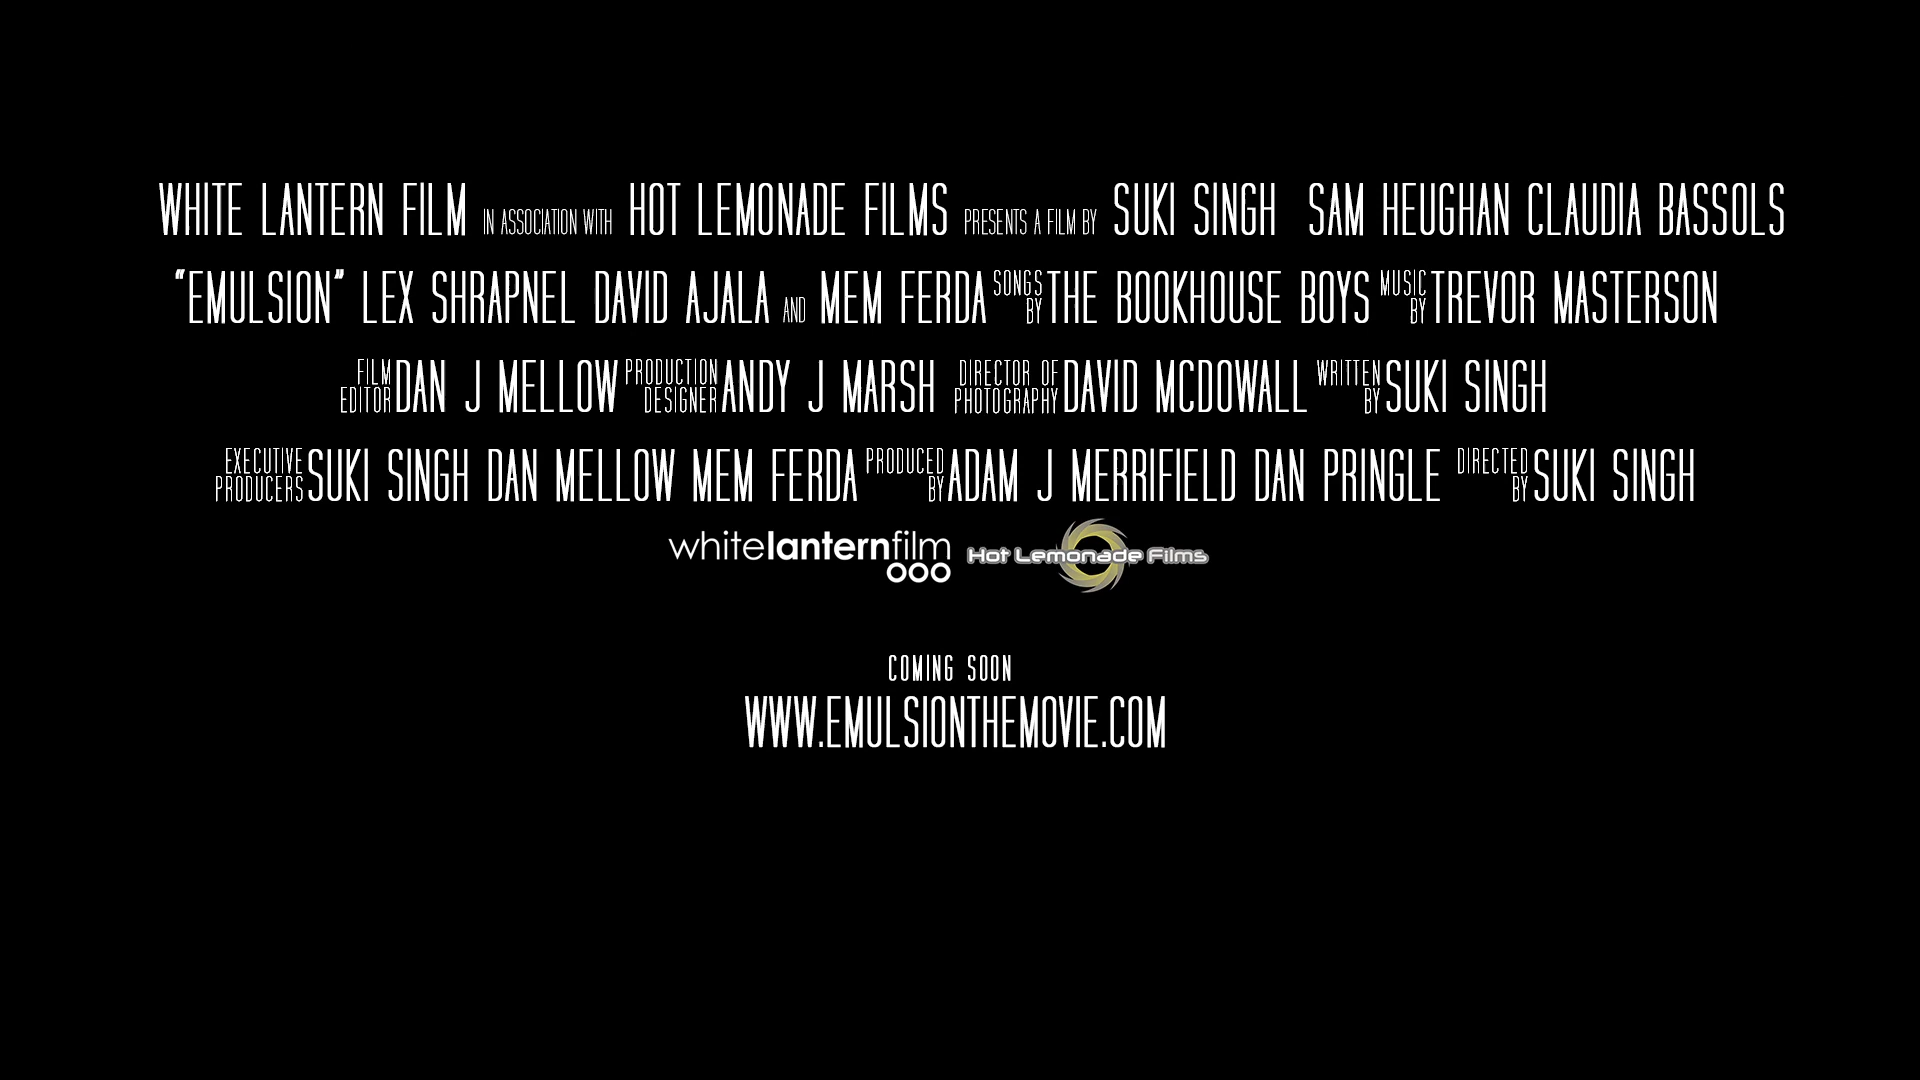 WHITE LANTERN FILM IN ASSOCIATION WITH HOT LEMONADE FILMS PRESENTS A FILM BY SUKI SINGH SAM HEUGHAN CLAUDIA BASSOLS
"EMULSION" LEX SHRAPNEL DAVID AJALA AND MEM FERDA SONGS BY THE BOOKHOUSE BOYS MUSIC BY TREVOR MASTERSON
FILM EDITOR DAN J MELLOW PRODUCTION DESIGNER ANDY J MARSH DIRECTOR OF PHOTOGRAPHY DAVID MCDOWALL WRITTEN BY SUKI SINGH
EXECUTIVE PRODUCERS SUKI SINGH DAN MELLOW MEM FERDA PRODUCED BY ADAM J MERRIFIELD DAN PRINGLE DIRECTED BY SUKI SINGH
whitelanternfilm Hot Lemonade Films
COMING SOON
WWW.EMULSIONTHEMOVIE.COM